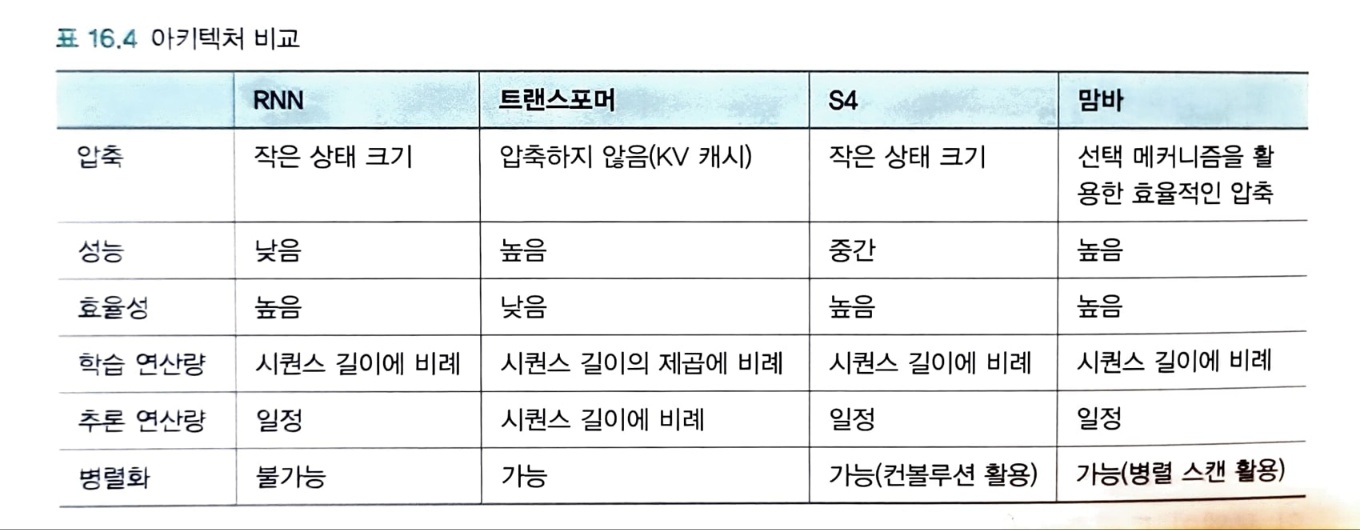 표 16.4 아키텍처 비교
RNN 트랜스포머 S4 맘바
압축 작은 상태 크기 압축하지 않음(KV 캐시) 작은 상태 크기 선택 메커니즘을 활
용한 효율적인 압축
성능 낮음 높음 중간 높음
효율성 높음 낮음 높음 높음
학습 연산량 시퀀스 길이에 비례 시퀀스 길이의 제곱에 비례 시퀀스 길이에 비례 시퀀스 길이에 비례
추론 연산량 일정 시퀀스 길이에 비례 일정 일정
병렬화 불가능 가능 가능(컨볼루션 활용) 가능(병렬 스캔 활용)